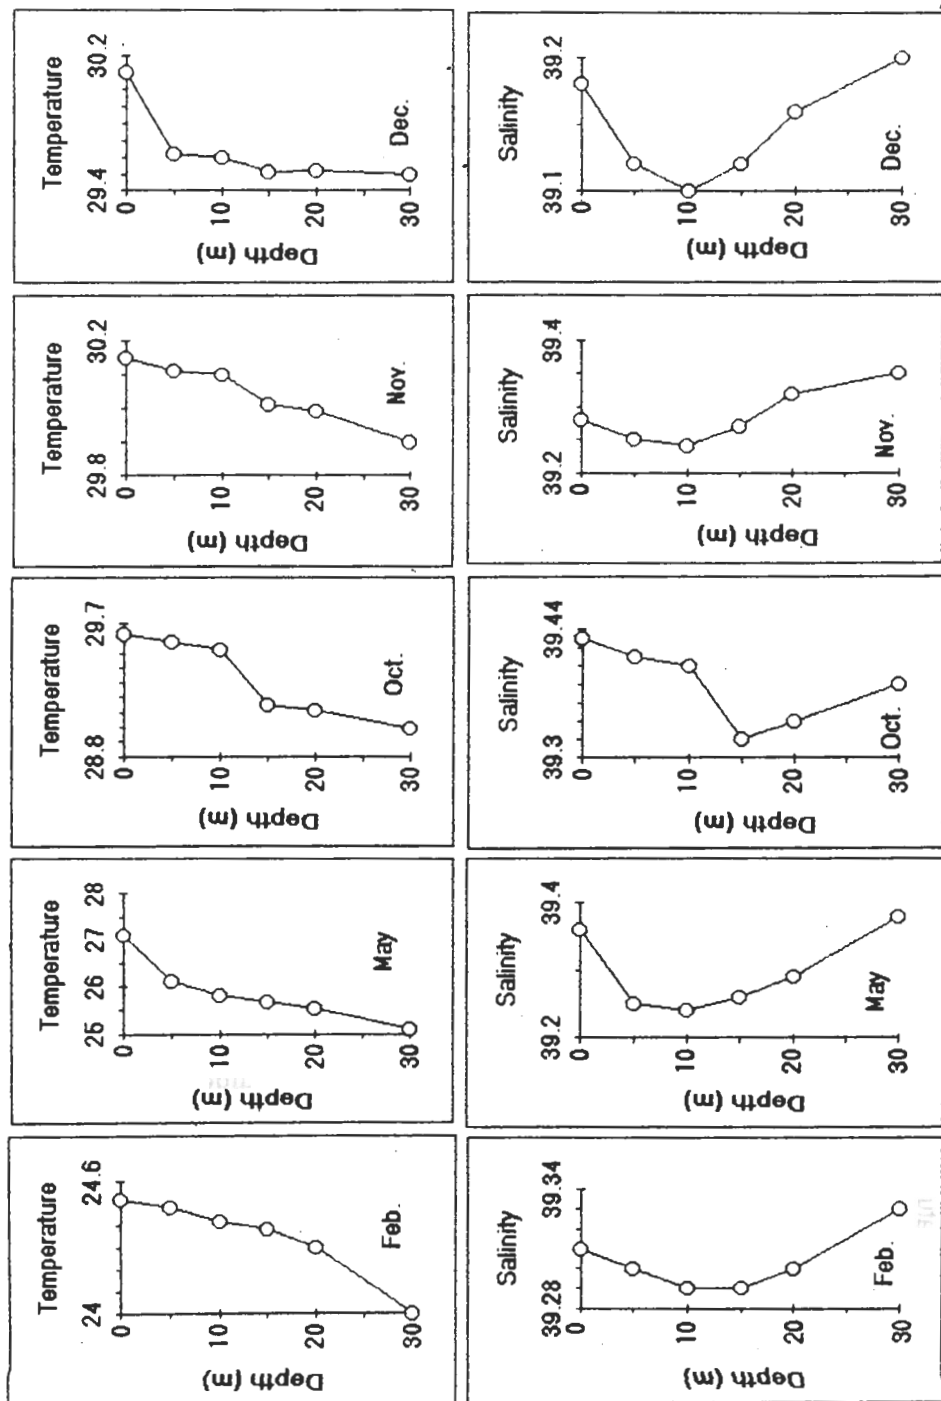 Temperature
24 24.6
0
10
20
30
Depth (m)
Feb.
Temperature
25 26 27 28
0
10
20
30
Depth (m)
May
Temperature
28.8 29.7
0
10
20
30
Depth (m)
Oct.
Temperature
29.8 30.2
0
10
20
30
Depth (m)
Nov.
Temperature
29.4 30.2
0
10
20
30
Depth (m)
Dec.
Salinity
39.28 39.34
0
10
20
30
Depth (m)
Feb.
Salinity
39.2 39.4
0
10
20
30
Depth (m)
May
Salinity
39.3 39.44
0
10
20
30
Depth (m)
Oct.
Salinity
39.2 39.4
0
10
20
30
Depth (m)
Nov.
Salinity
39.1 39.2
0
10
20
30
Depth (m)
Dec.